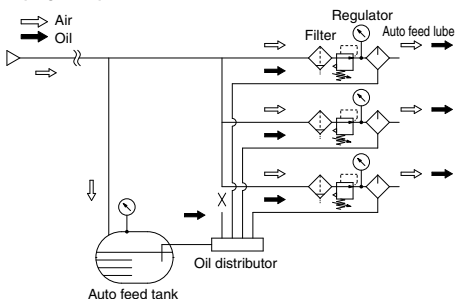 Air
Oil
Regulator
Filter
Auto feed lube
Oil distributor
Auto feed tank